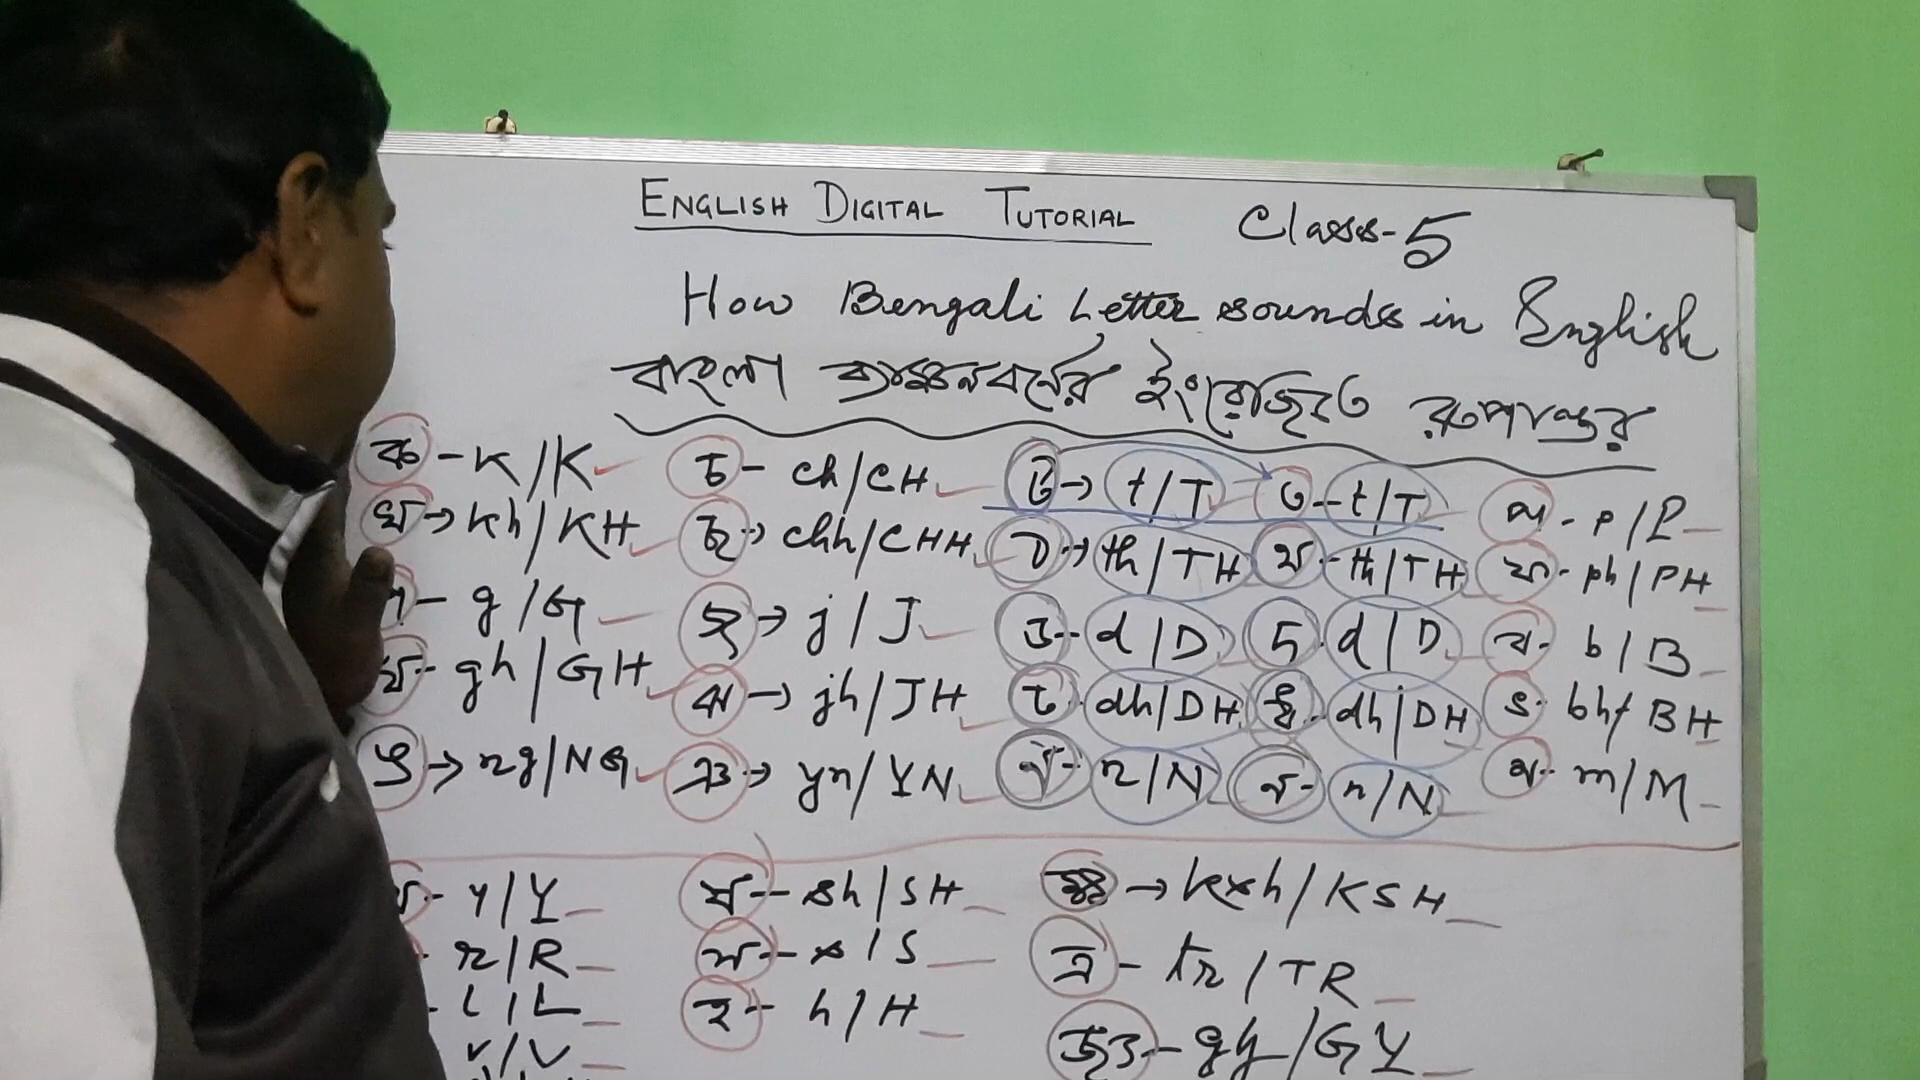 ENGLISH DIGITAL TUTORIAL Class-5
How Bengali Letter sounds in English
বাংলা ব্যঞ্জনবর্নের ইংরেজিতে রূপান্তর
ক - k/K চ - ch/CH ট → t/T ত - t/T প - p/P
খ → kh/KH ছ → chh/CHH ঠ → th/TH থ - th/TH ফ - ph/PH
গ - g/G জ → j/J ড - d/D দ - d/D ব - b/B
ঘ - gh/GH ঝ → jh/JH ঢ - dh/DH ধ - dh/DH ভ - bh/BH
ঙ → ng/NG ঞ → yn/YN ণ - n/N ন - n/N ম - m/M
- y/Y ষ - sh/SH ক্ষ → ksh/KSH
- r/R স - s/S ত্র - tr/TR
- l/L হ - h/H জ্ঞ - gy/GY
v/V